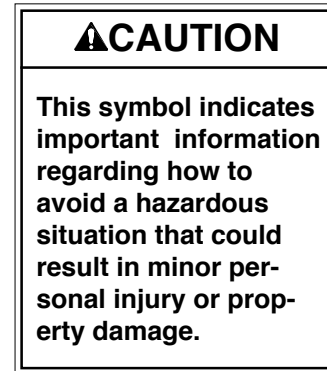 ⚠CAUTION
This symbol indicates
important information
regarding how to
avoid a hazardous
situation that could
result in minor per-
sonal injury or prop-
erty damage.